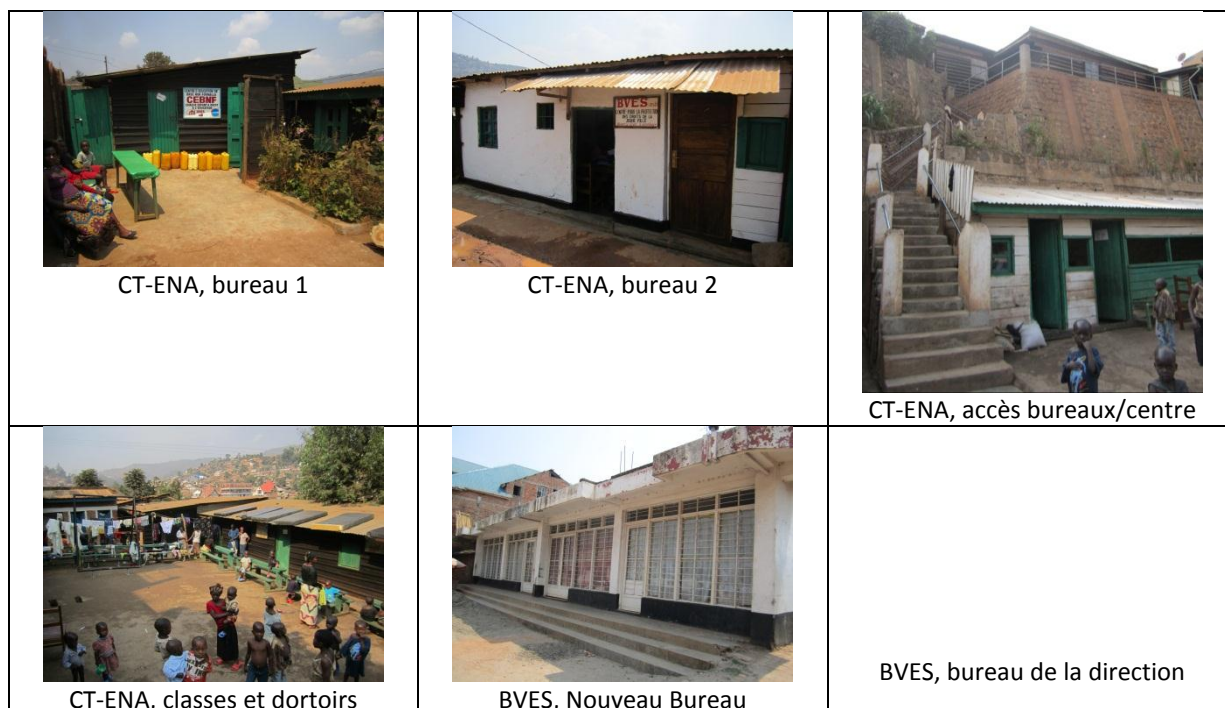 CEBNF
BVES
CT-ENA, bureau 1
CT-ENA, bureau 2
CT-ENA, accès bureaux/centre
CT-ENA, classes et dortoirs
BVES, Nouveau Bureau
BVES, bureau de la direction